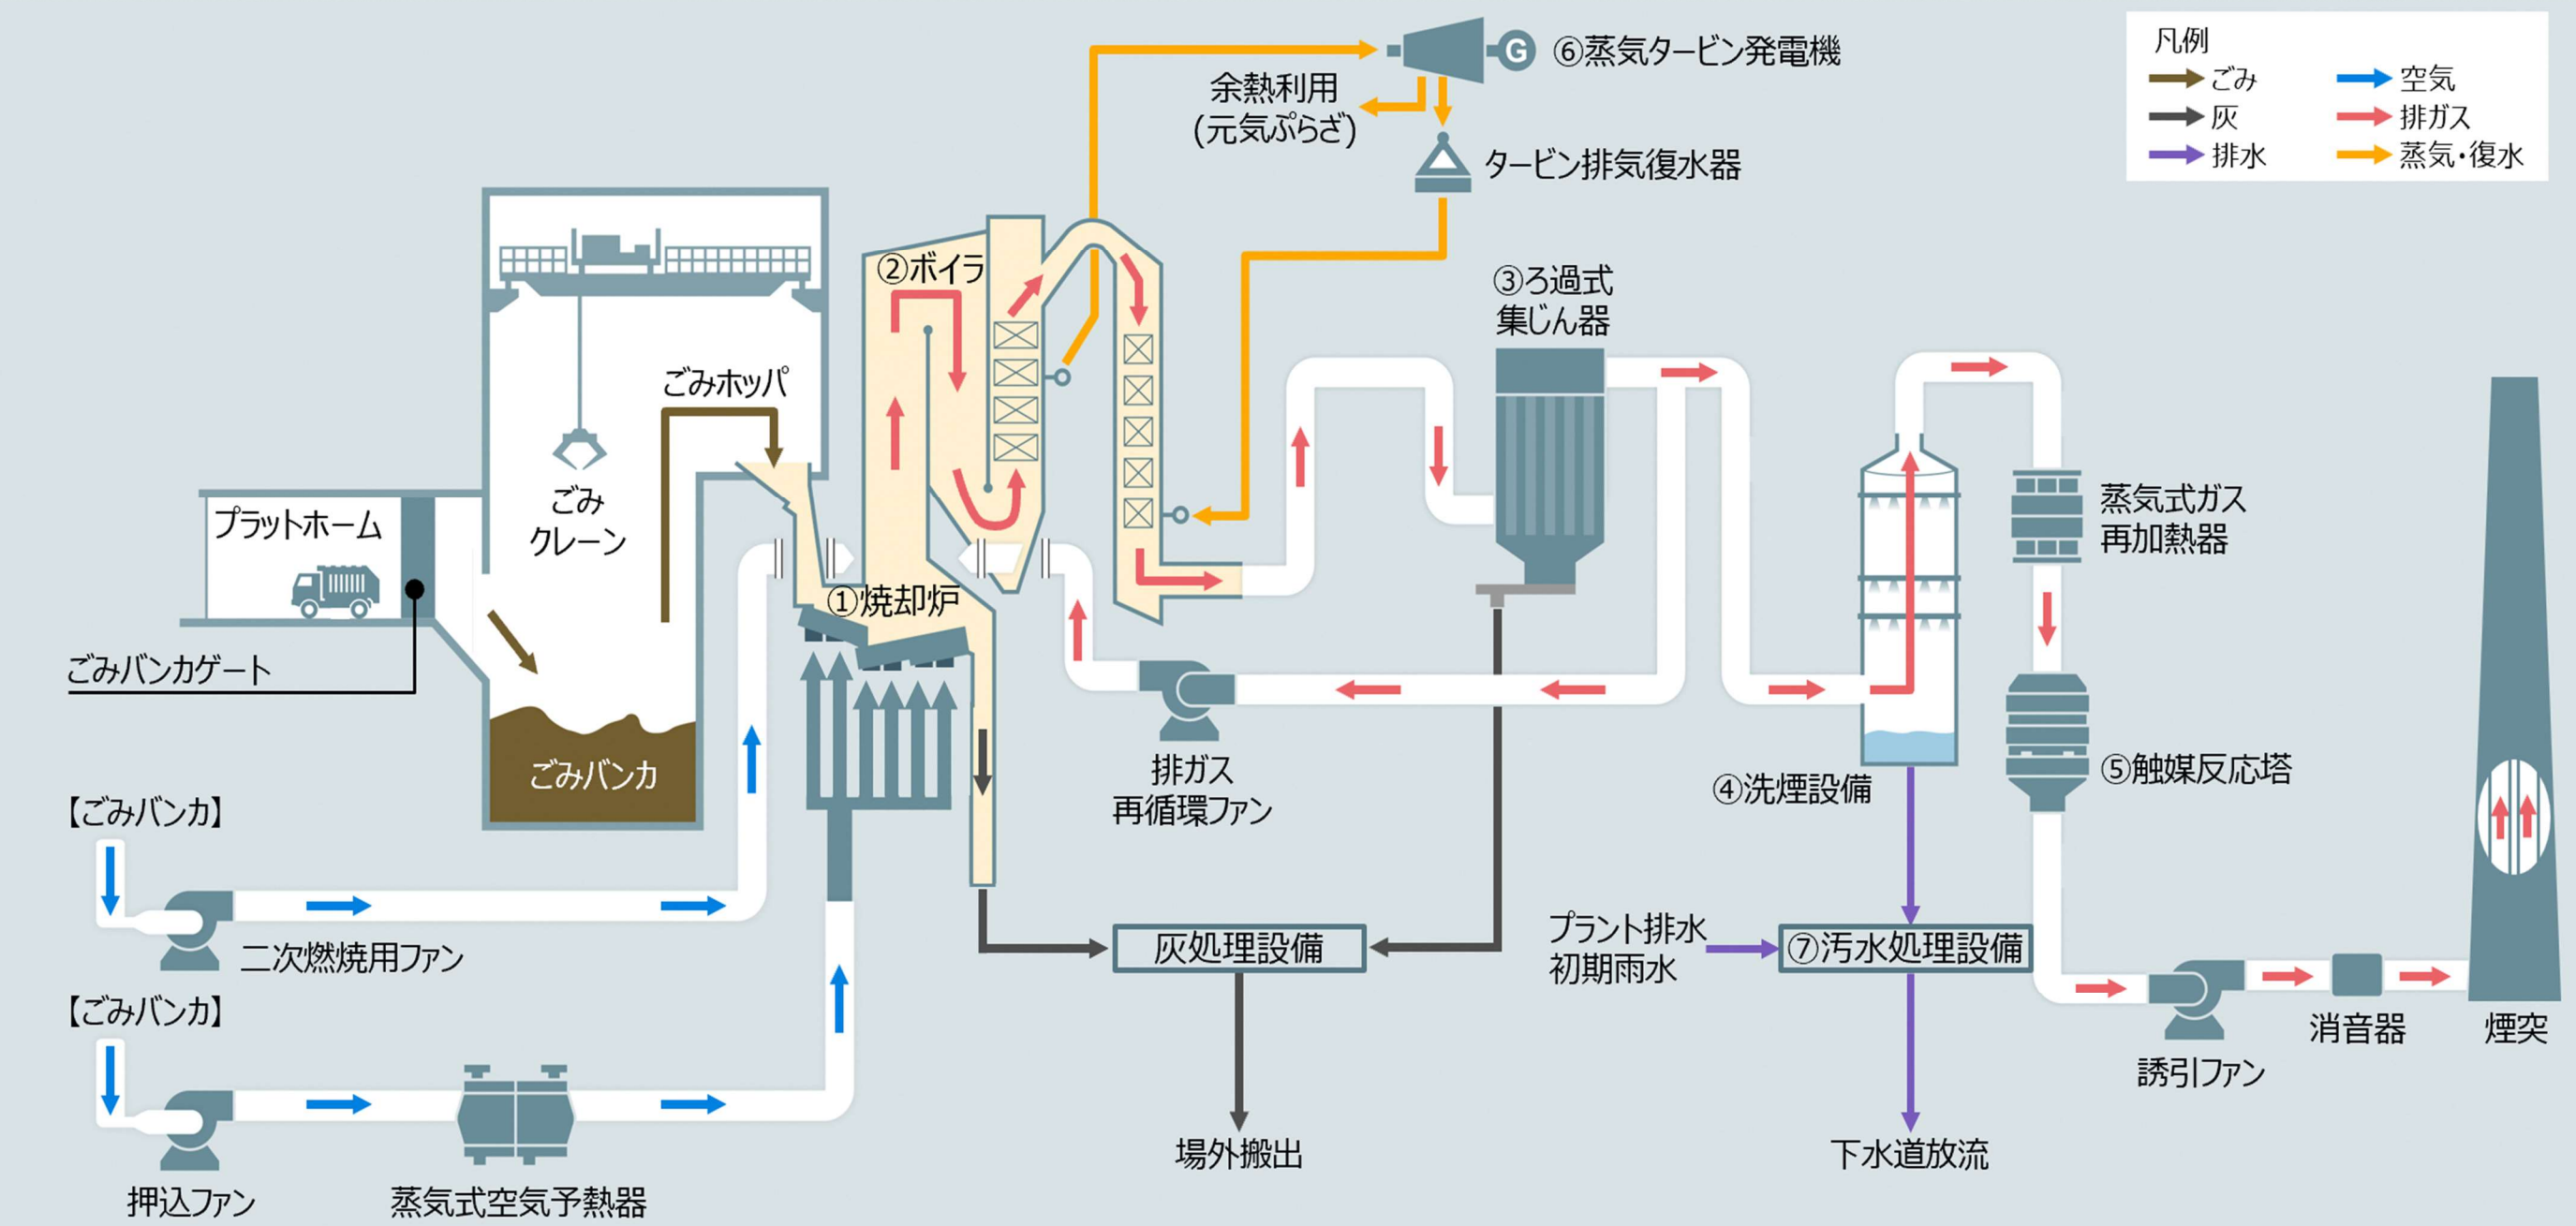 凡例
ごみ
空気
灰
排ガス
排水
蒸気・復水
G
⑥蒸気タービン発電機
余熱利用
(元気ぷらざ)
タービン排気復水器
②ボイラ
③ろ過式
集じん器
ごみホッパ
ごみ
クレーン
プラットホーム
ごみバンカゲート
①焼却炉
蒸気式ガス
再加熱器
ごみバンカ
⑤触媒反応塔
④洗煙設備
排ガス
再循環ファン
【ごみバンカ】
二次燃焼用ファン
灰処理設備
プラント排水
初期雨水
⑦汚水処理設備
【ごみバンカ】
消音器
煙突
誘引ファン
場外搬出
下水道放流
押込ファン
蒸気式空気予熱器